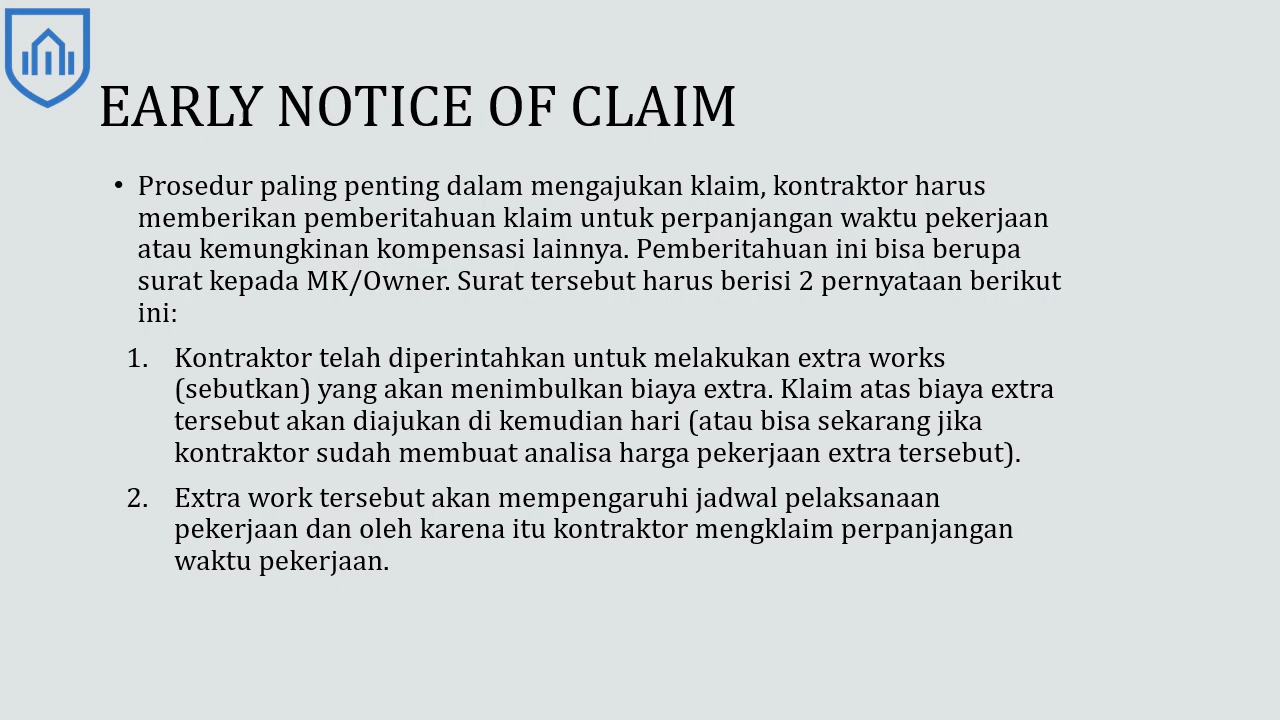 EARLY NOTICE OF CLAIM
• Prosedur paling penting dalam mengajukan klaim, kontraktor harus
memberikan pemberitahuan klaim untuk perpanjangan waktu pekerjaan
atau kemungkinan kompensasi lainnya. Pemberitahuan ini bisa berupa
surat kepada MK/Owner. Surat tersebut harus berisi 2 pernyataan berikut
ini:
1. Kontraktor telah diperintahkan untuk melakukan extra works
(sebutkan) yang akan menimbulkan biaya extra. Klaim atas biaya extra
tersebut akan diajukan di kemudian hari (atau bisa sekarang jika
kontraktor sudah membuat analisa harga pekerjaan extra tersebut).
2. Extra work tersebut akan mempengaruhi jadwal pelaksanaan
pekerjaan dan oleh karena itu kontraktor mengklaim perpanjangan
waktu pekerjaan.